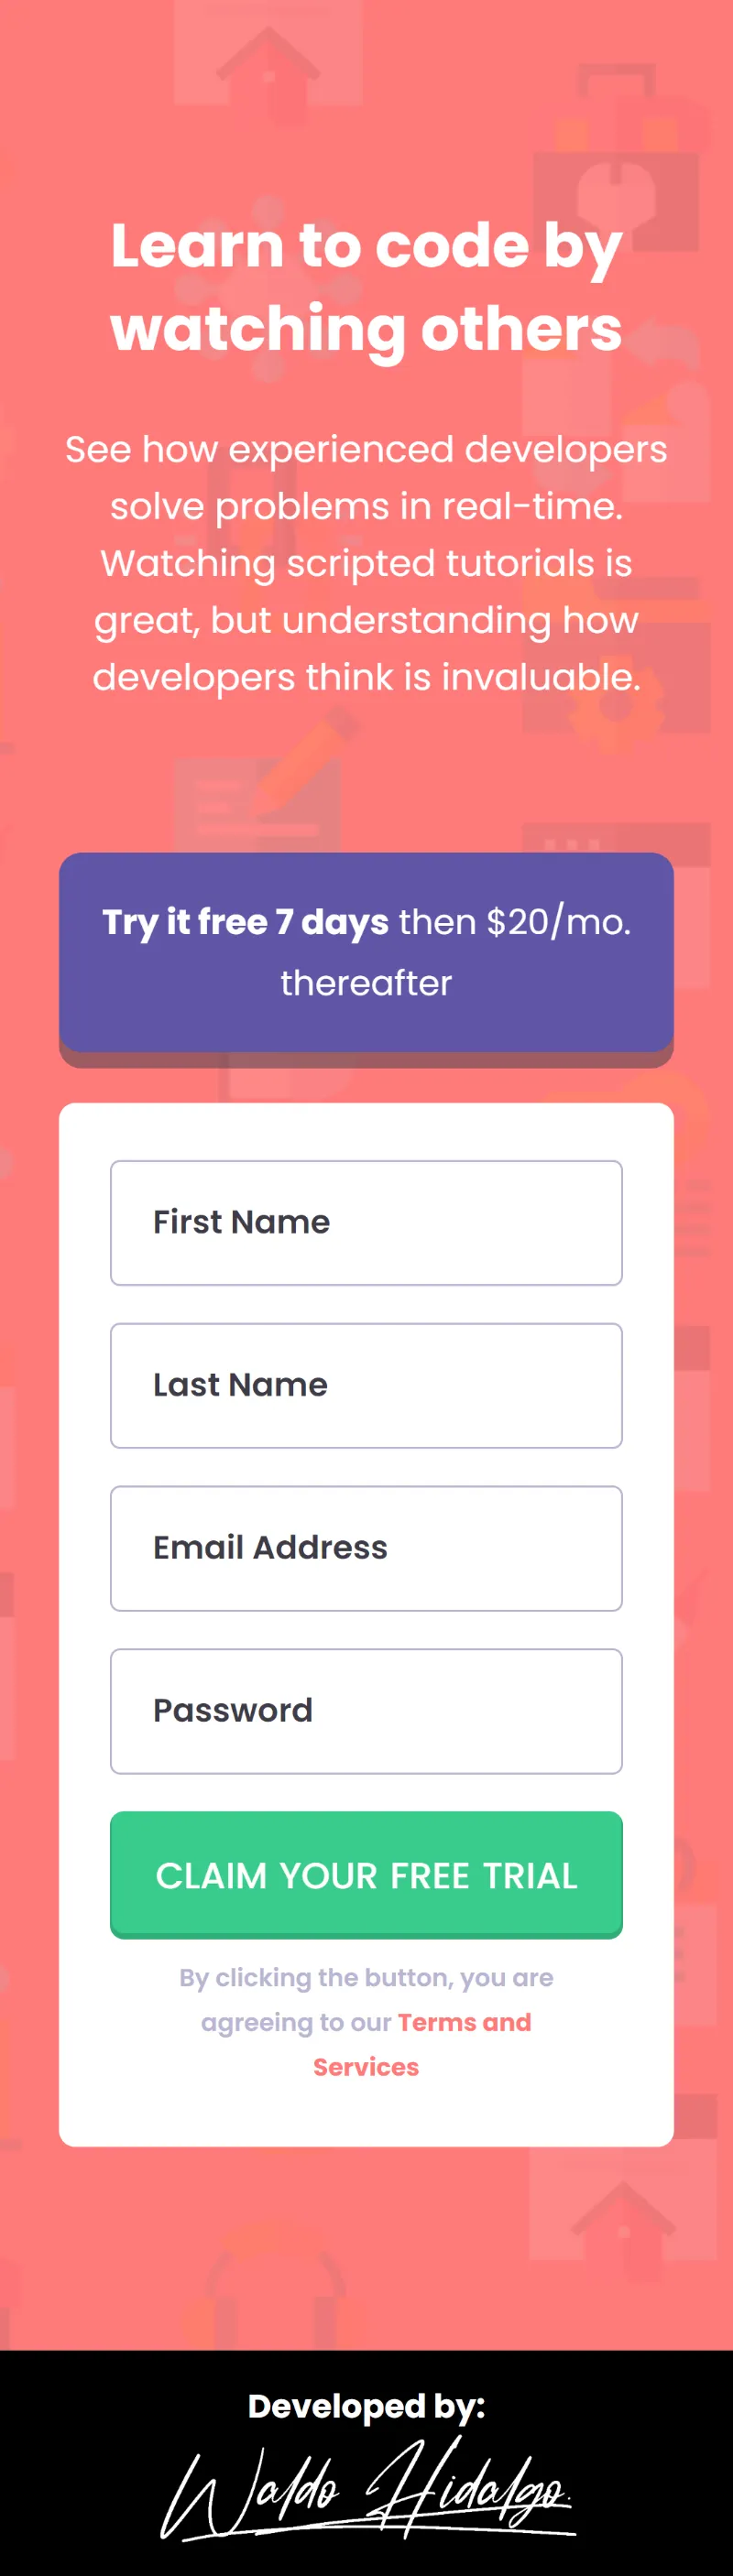 Learn to code by
watching others
See how experienced developers
solve problems in real-time.
Watching scripted tutorials is
great, but understanding how
developers think is invaluable.
Try it free 7 days then $20/mo.
thereafter
First Name
Last Name
Email Address
Password
CLAIM YOUR FREE TRIAL
By clicking the button, you are
agreeing to our Terms and
Services
Developed by:
Waldo Hidalgo.